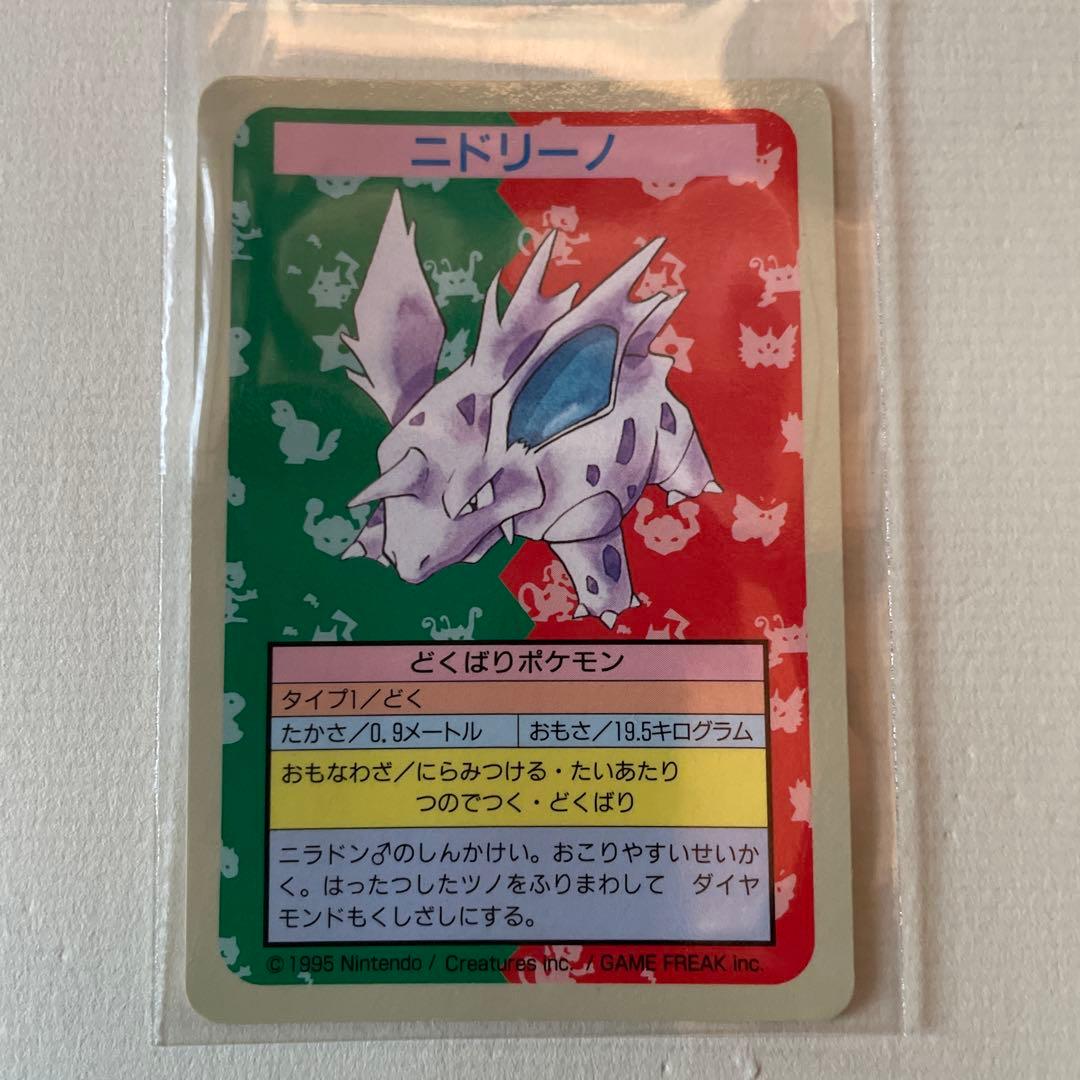 ニドリーノ
どくばりポケモン
タイプ1/どく
たかさ/0.9メートル おもさ/19.5キログラム
おもなわざ/にらみつける・たいあたり
つのでつく・どくばり
ニラドン♂のしんかけい。おこりやすいせいか
く。はったつしたツノをふりまわして ダイヤ
モンドもくしざしにする。
© 1995 Nintendo / Creatures inc. / GAME FREAK inc.